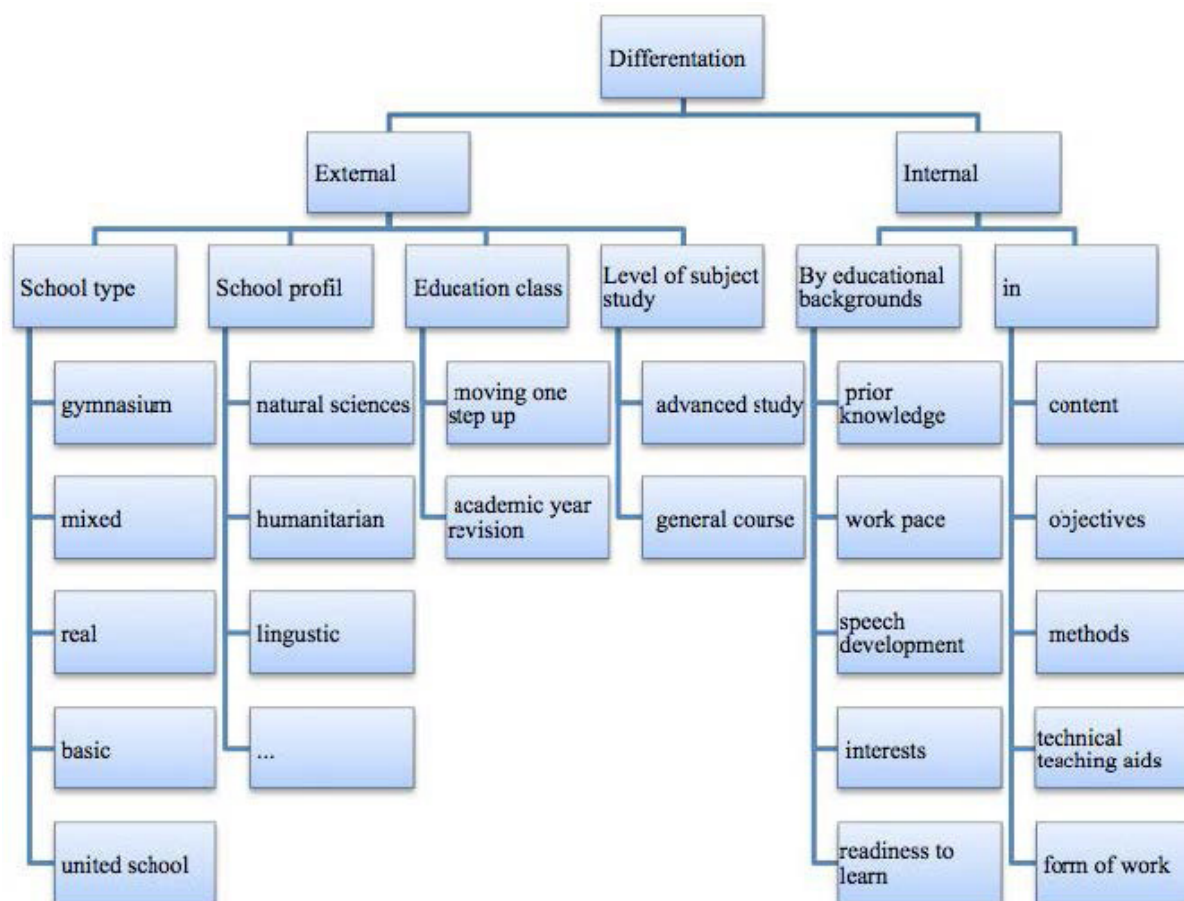 Differentation
External
Internal
School type
School profil
Education class
Level of subject
study
By educational
backgrounds
in
gymnasium
natural sciences
moving one
step up
advanced study
prior
knowledge
content
mixed
humanitarian
academic year
revision
general course
work pace
objectives
real
lingustic
speech
development
methods
basic
...
interests
technical
teaching aids
united school
readiness to
learn
form of work